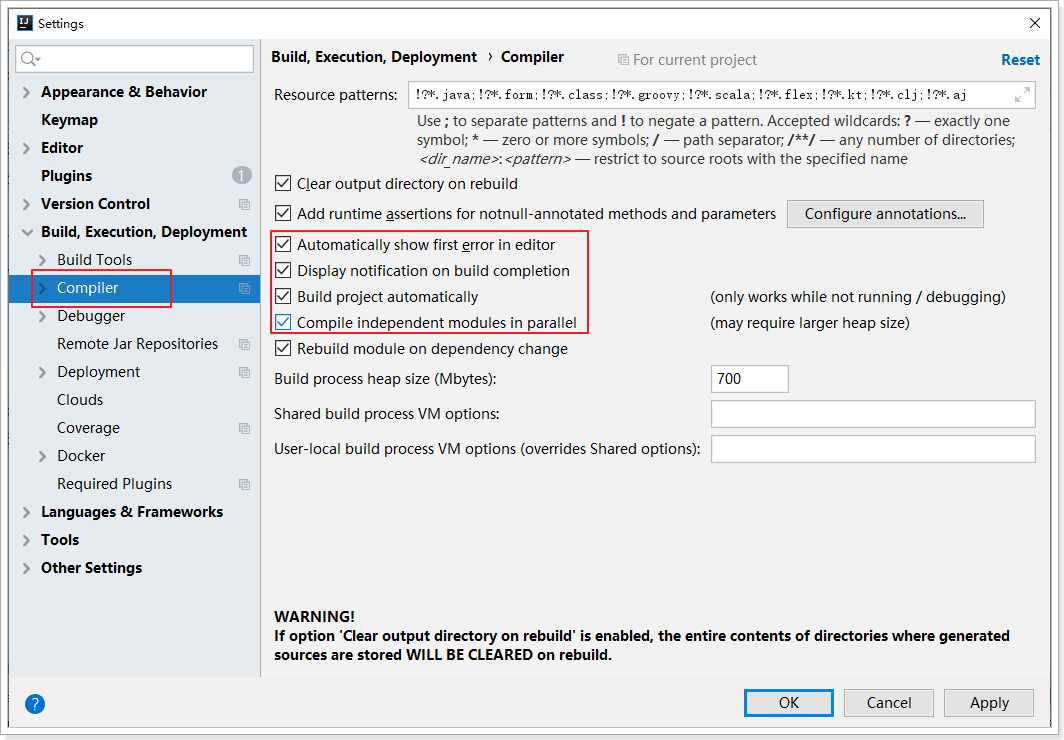 Settings
Build, Execution, Deployment › Compiler
For current project
Reset
Appearance & Behavior
Keymap
Editor
Plugins
1
Version Control
Build, Execution, Deployment
Build Tools
Compiler
Debugger
Remote Jar Repositories
Deployment
Clouds
Coverage
Docker
Required Plugins
Languages & Frameworks
Tools
Other Settings
Resource patterns: !?*.java;!?*.form;!?*.class;!?*.groovy;!?*.scala;!?*.flex;!?*.kt;!?*.clj;!?*.aj
Use ; to separate patterns and ! to negate a pattern. Accepted wildcards: ? — exactly one
symbol; * — zero or more symbols; / — path separator; /**/ — any number of directories;
<dir_name>:<pattern> — restrict to source roots with the specified name
Clear output directory on rebuild
Add runtime assertions for notnull-annotated methods and parameters
Configure annotations...
Automatically show first error in editor
Display notification on build completion
Build project automatically
(only works while not running / debugging)
Compile independent modules in parallel
(may require larger heap size)
Rebuild module on dependency change
Build process heap size (Mbytes):
700
Shared build process VM options:
User-local build process VM options (overrides Shared options):
WARNING!
If option 'Clear output directory on rebuild' is enabled, the entire contents of directories where generated
sources are stored WILL BE CLEARED on rebuild.
?
OK
Cancel
Apply